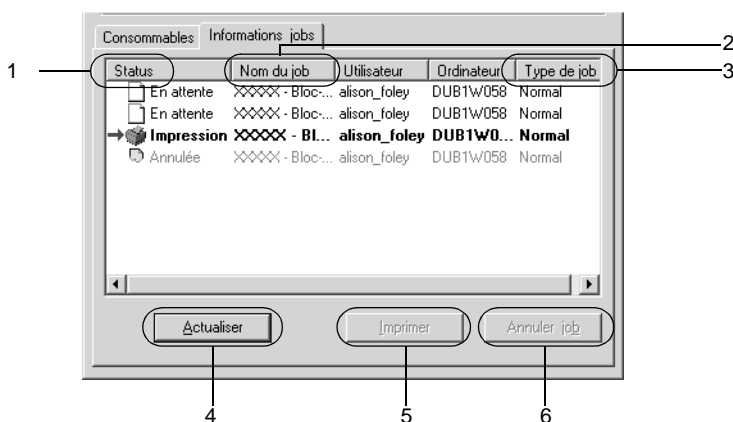 Consommables Informations jobs
2
1
Status Nom du job Utilisateur Ordinateur Type de job
3
En attente XXXXX - Bloc-... alison_foley DUB1W058 Normal
En attente XXXXX - Bloc-... alison_foley DUB1W058 Normal
Impression XXXXX - Bl... alison_foley DUB1W0... Normal
Annulée XXXXX - Bloc-... alison_foley DUB1W058 Normal
Actualiser Imprimer Annuler job
4 5 6